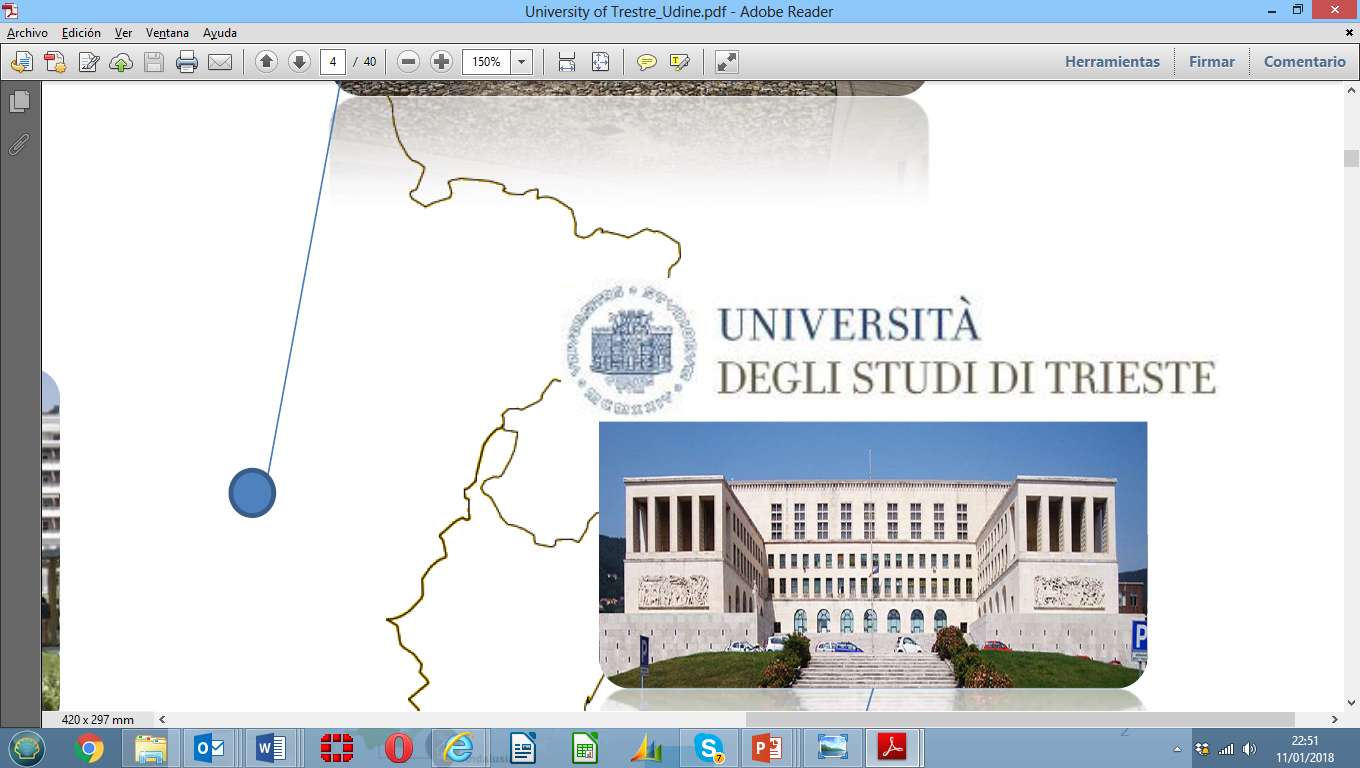 University of Trestre_Udine.pdf - Adobe Reader
Archivo Edición Ver Ventana Ayuda
4 / 40 150% Herramientas Firmar Comentario
UNIVERSITÀ
DEGLI STUDI DI TRIESTE
P
420 x 297 mm
7
22:51
11/01/2018